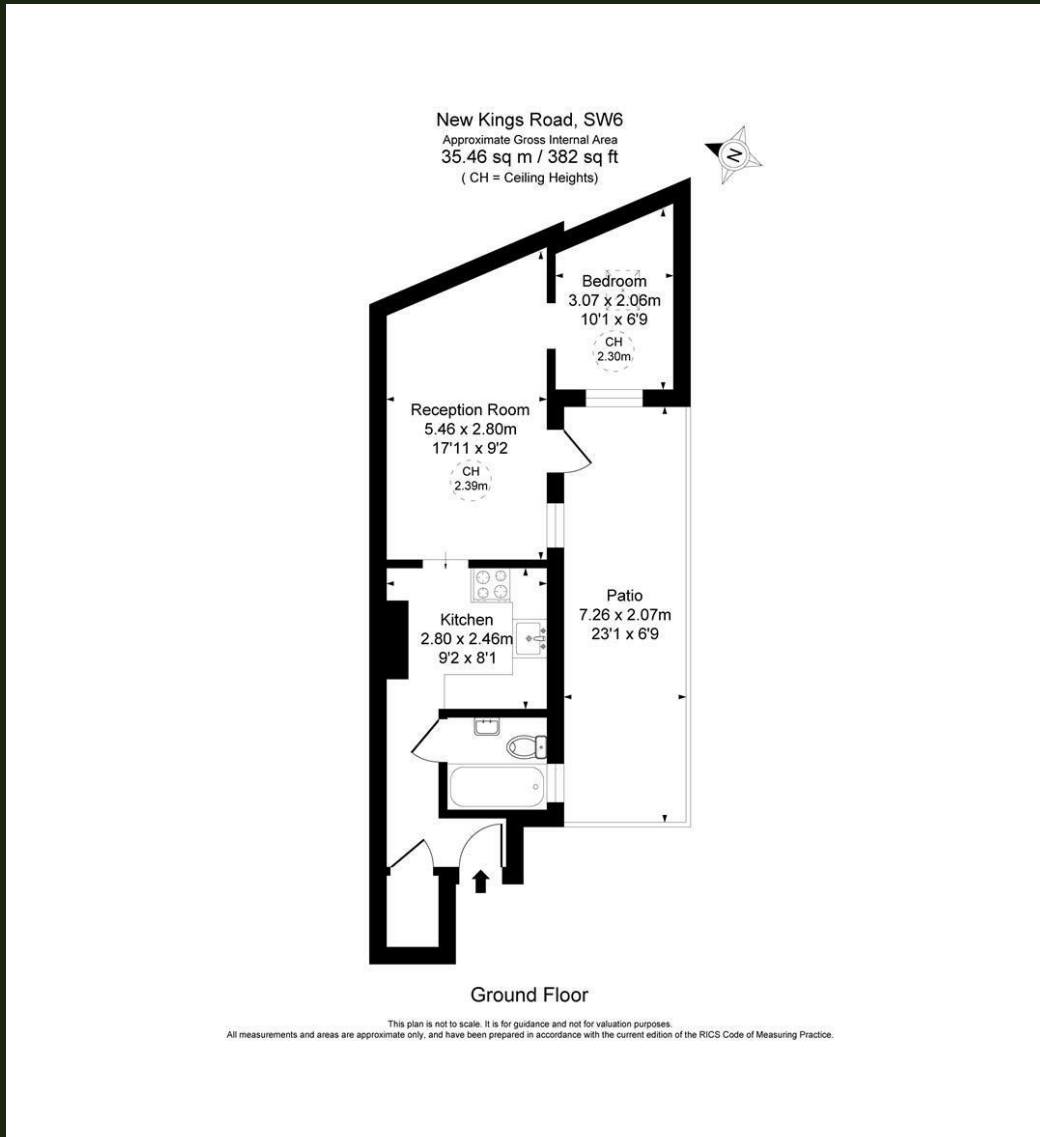 New Kings Road, SW6
Approximate Gross Internal Area
35.46 sq m / 382 sq ft
( CH = Ceiling Heights)
N
Bedroom
3.07 x 2.06m
10'1 x 6'9
CH
2.30m
Reception Room
5.46 x 2.80m
17'11 x 9'2
CH
2.39m
Patio
7.26 x 2.07m
23'1 x 6'9
Kitchen
2.80 x 2.46m
9'2 x 8'1
Ground Floor
This plan is not to scale. It is for guidance and not for valuation purposes.
All measurements and areas are approximate only, and have been prepared in accordance with the current edition of the RICS Code of Measuring Practice.